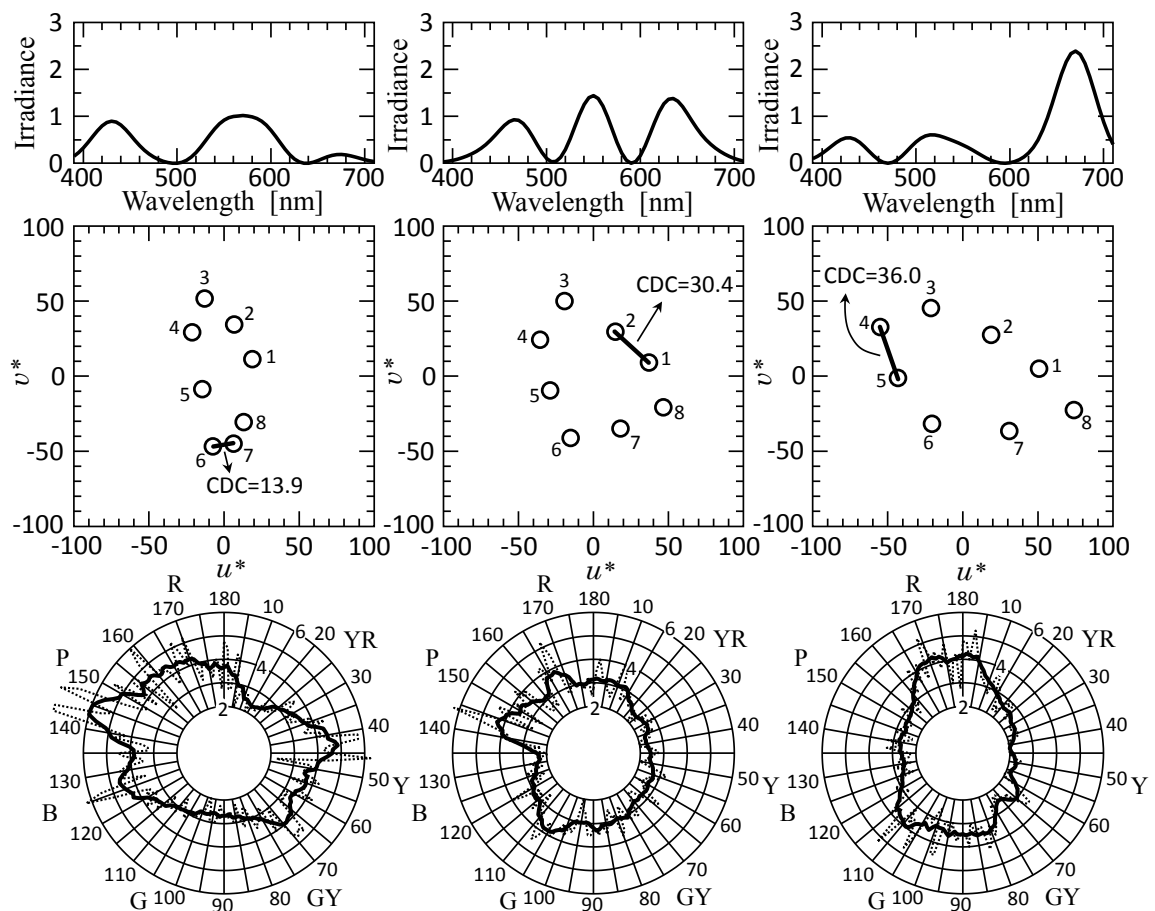 3 3 3
2 2 2
1 1 1
0 0 0
Irradiance Irradiance Irradiance
400 500 600 700 400 500 600 700 400 500 600 700
Wavelength [nm] Wavelength [nm] Wavelength [nm]
100 100 100
50 50 50
0 0 0
-50 -50 -50
-100 -100 -100
v* v* v*
3 2 4 1 5 8 6 7
CDC=13.9
3 2 4 1 5 8 7 6
CDC=30.4
3 4 2 1 5 8 6 7
CDC=36.0
-100 -50 0 50 100 -100 -50 0 50 100 -100 -50 0 50 100
u* u* u*
R YR Y GY G B P
180 10 20 30 40 50 60 70 80 90 100 110 120 130 140 150 160 170
2 4 6
R YR Y GY G B P
180 10 20 30 40 50 60 70 80 90 100 110 120 130 140 150 160 170
2 4 6
R YR Y GY G B P
180 10 20 30 40 50 60 70 80 90 100 110 120 130 140 150 160 170
2 4 6